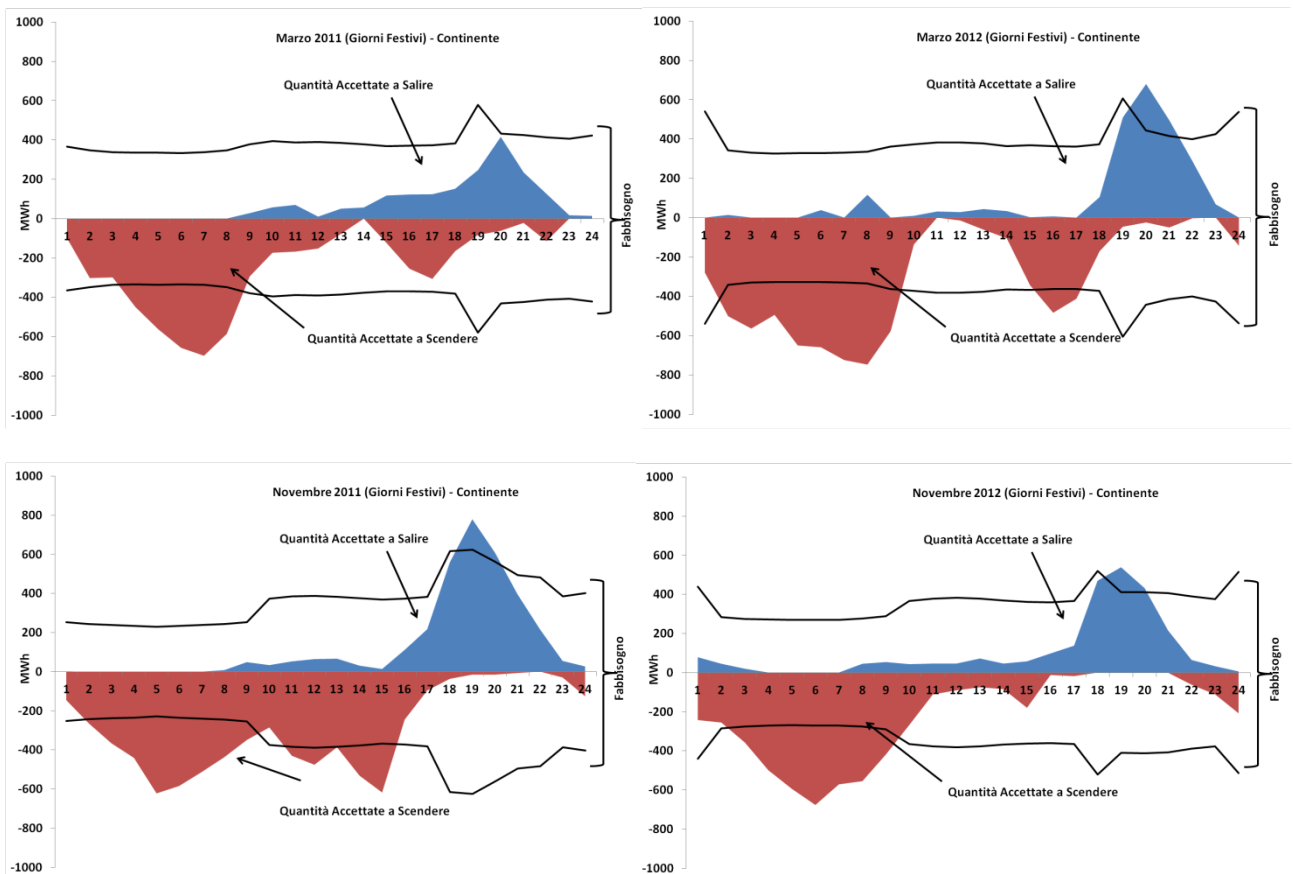 Marzo 2011 (Giorni Festivi) - Continente
1000
800
600
400
200
0
-200
-400
-600
-800
-1000
MWh
Quantità Accettate a Salire
1 2 3 4 5 6 7 8 9 10 11 12 13 14 15 16 17 18 19 20 21 22 23 24
Quantità Accettate a Scendere
Fabbisogno
Marzo 2012 (Giorni Festivi) - Continente
1000
800
600
400
200
0
-200
-400
-600
-800
-1000
MWh
Quantità Accettate a Salire
1 2 3 4 5 6 7 8 9 10 11 12 13 14 15 16 17 18 19 20 21 22 23 24
Quantità Accettate a Scendere
Fabbisogno
Novembre 2011 (Giorni Festivi) - Continente
1000
800
600
400
200
0
-200
-400
-600
-800
-1000
MWh
Quantità Accettate a Salire
1 2 3 4 5 6 7 8 9 10 11 12 13 14 15 16 17 18 19 20 21 22 23 24
Quantità Accettate a Scendere
Fabbisogno
Novembre 2012 (Giorni Festivi) - Continente
1000
800
600
400
200
0
-200
-400
-600
-800
-1000
MWh
Quantità Accettate a Salire
1 2 3 4 5 6 7 8 9 10 11 12 13 14 15 16 17 18 19 20 21 22 23 24
Quantità Accettate a Scendere
Fabbisogno